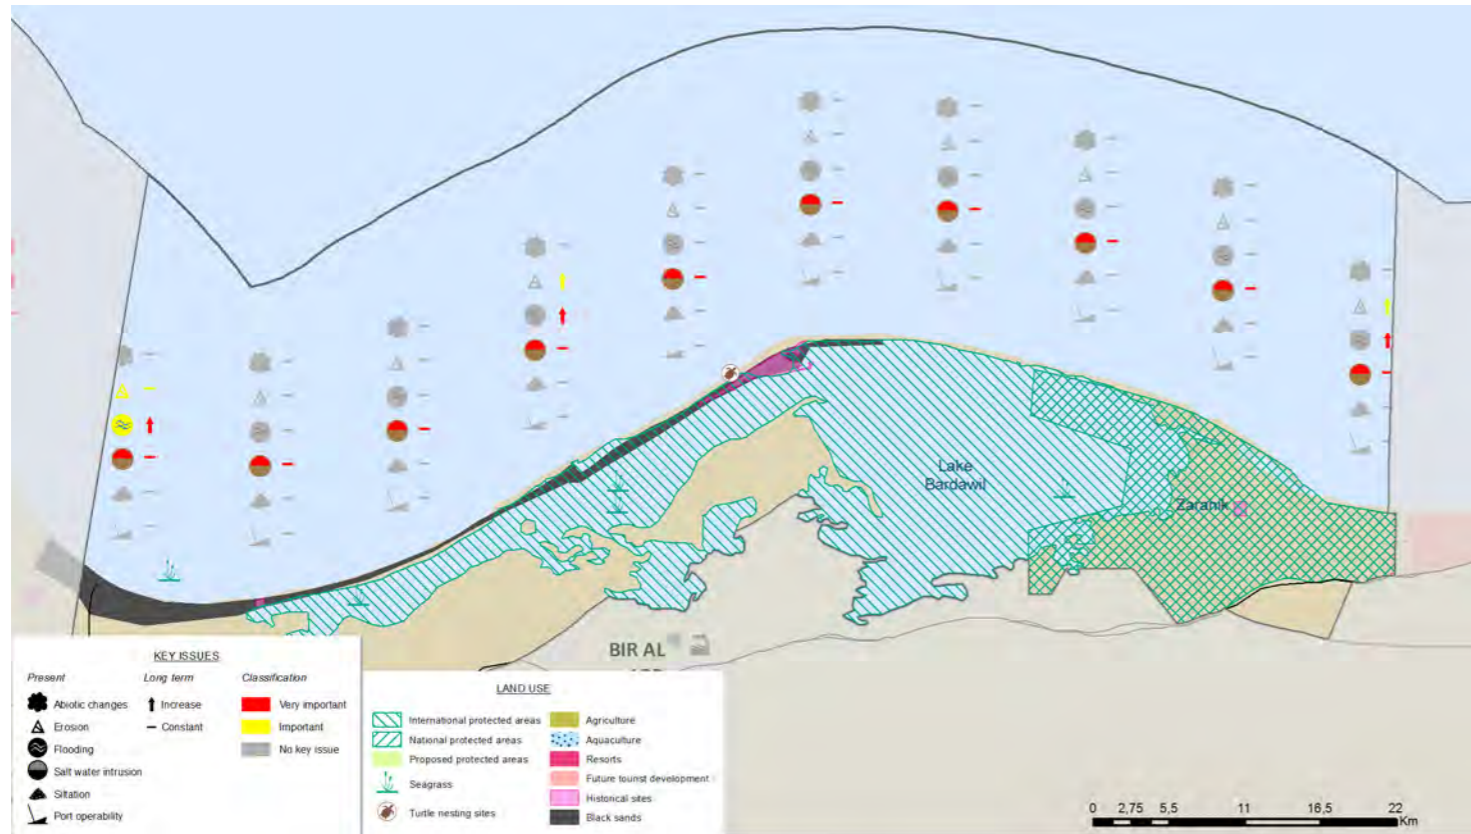 Lake
Bardawil
Zaranik
BIR AL
KEY ISSUES
Present
Long term
Classification
Abiotic changes
Increase
Very important
Erosion
Constant
Important
Flooding
No key issue
Salt water intrusion
Siltation
Port operability
LAND USE
International protected areas
Agriculture
National protected areas
Aquaculture
Proposed protected areas
Resorts
Seagrass
Future tourist development
Historical sites
Turtle nesting sites
Black sands
0 2,75 5,5 11 16,5 22
Km